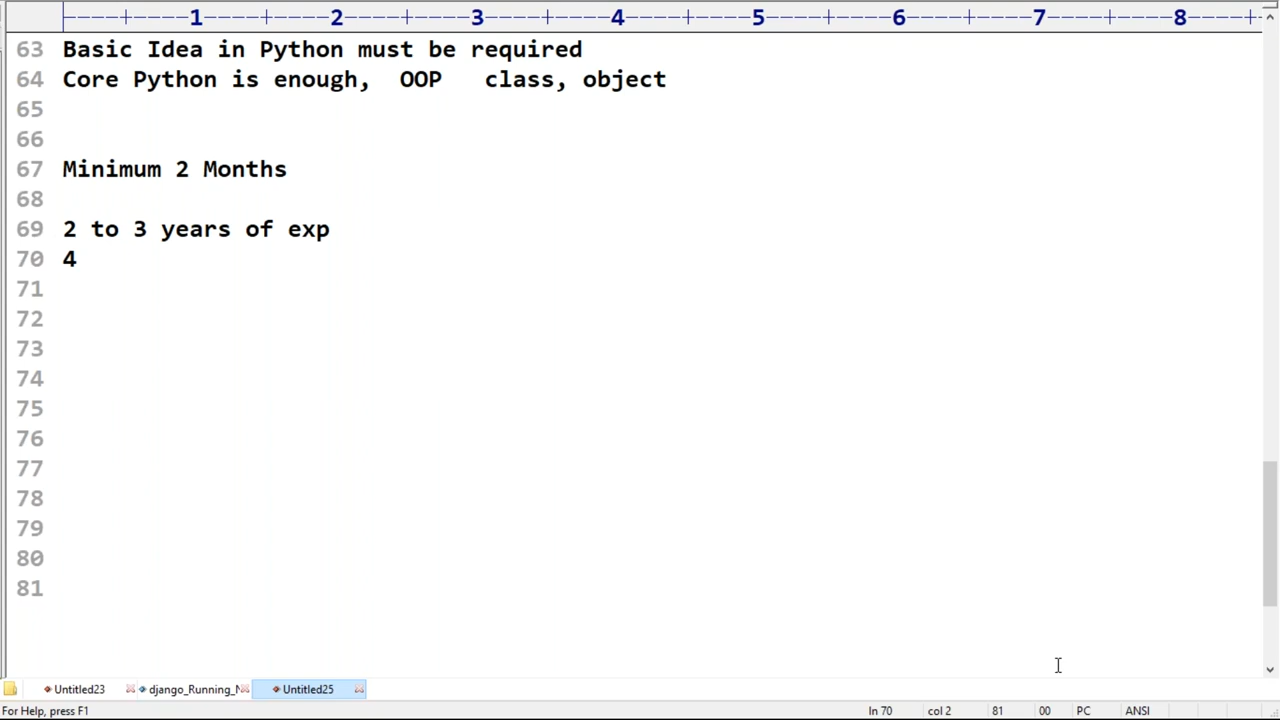 1 2 3 4 5 6 7 8
63 Basic Idea in Python must be required
64 Core Python is enough, OOP class, object
65
66
67 Minimum 2 Months
68
69 2 to 3 years of exp
70 4
71
72
73
74
75
76
77
78
79
80
81
Untitled23 django_Running_N Untitled25
For Help, press F1 ln 70 col 2 81 00 PC ANSI